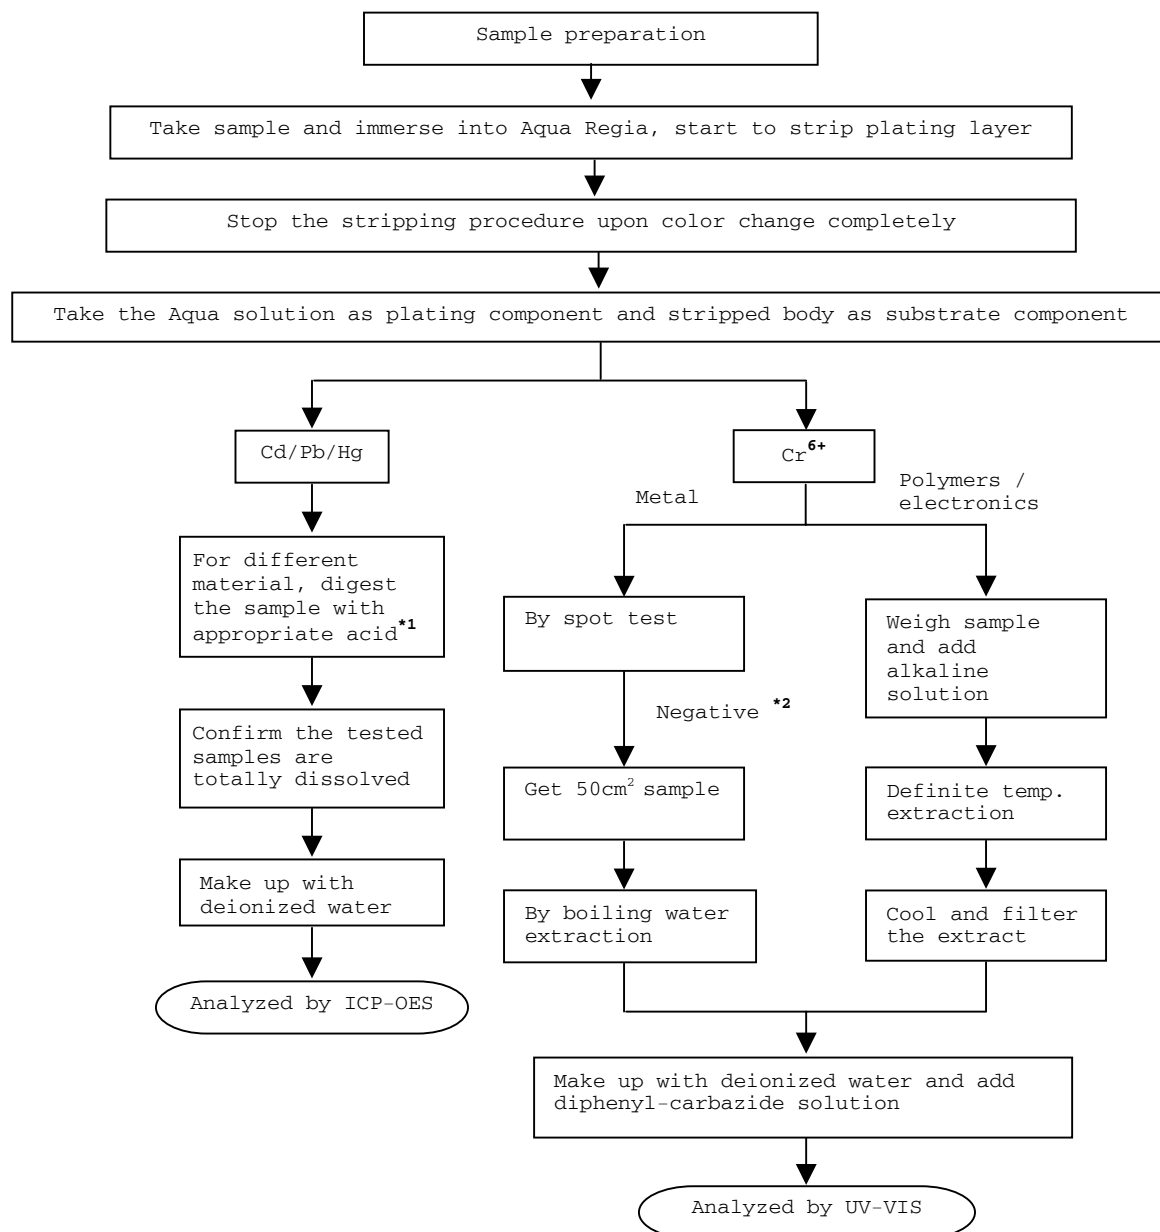 Sample preparation
Take sample and immerse into Aqua Regia, start to strip plating layer
Stop the stripping procedure upon color change completely
Take the Aqua solution as plating component and stripped body as substrate component
Cd/Pb/Hg
For different
material, digest
the sample with
appropriate acid*1
Confirm the tested
samples are
totally dissolved
Make up with
deionized water
Analyzed by ICP-OES
Cr6+
Metal
Polymers /
electronics
By spot test
Negative *2
Get 50cm2 sample
By boiling water
extraction
Weigh sample
and add
alkaline
solution
Definite temp.
extraction
Cool and filter
the extract
Make up with deionized water and add
diphenyl-carbazide solution
Analyzed by UV-VIS